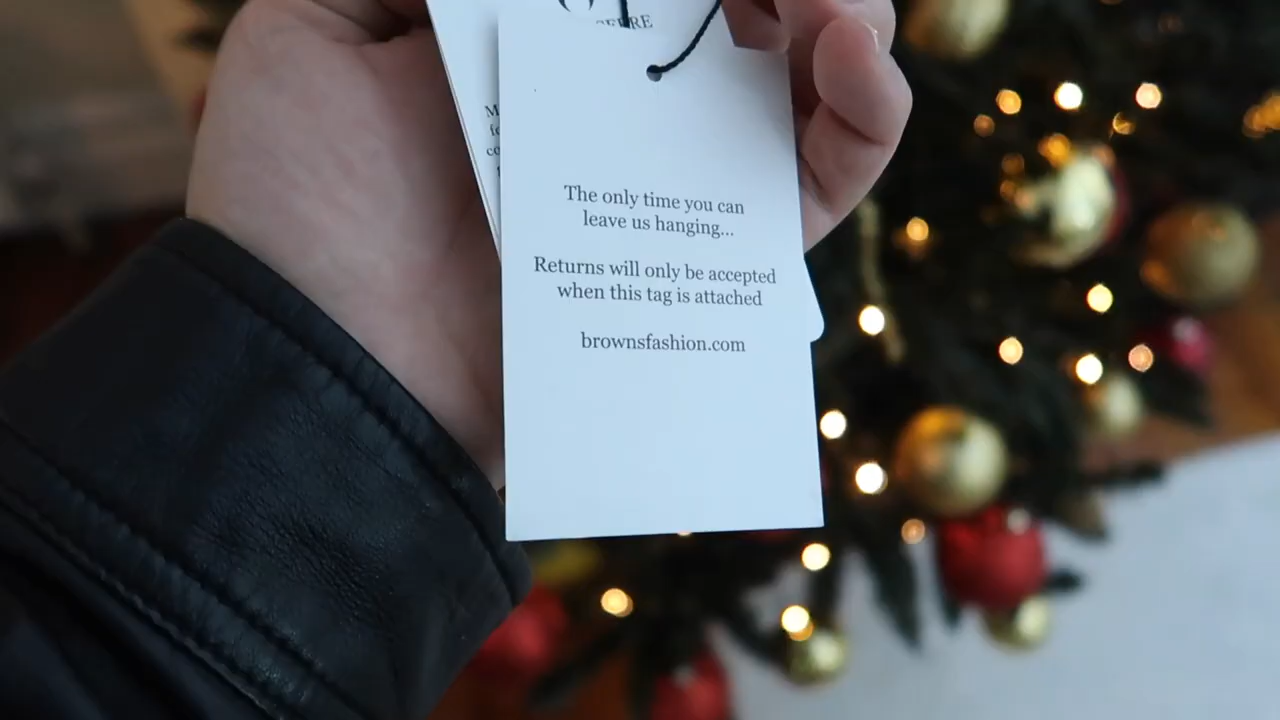 The only time you can
leave us hanging...
Returns will only be accepted
when this tag is attached
brownsfashion.com